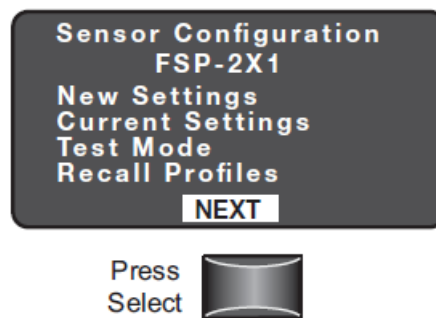 Sensor Configuration
FSP-2X1
New Settings
Current Settings
Test Mode
Recall Profiles
NEXT
Press
Select